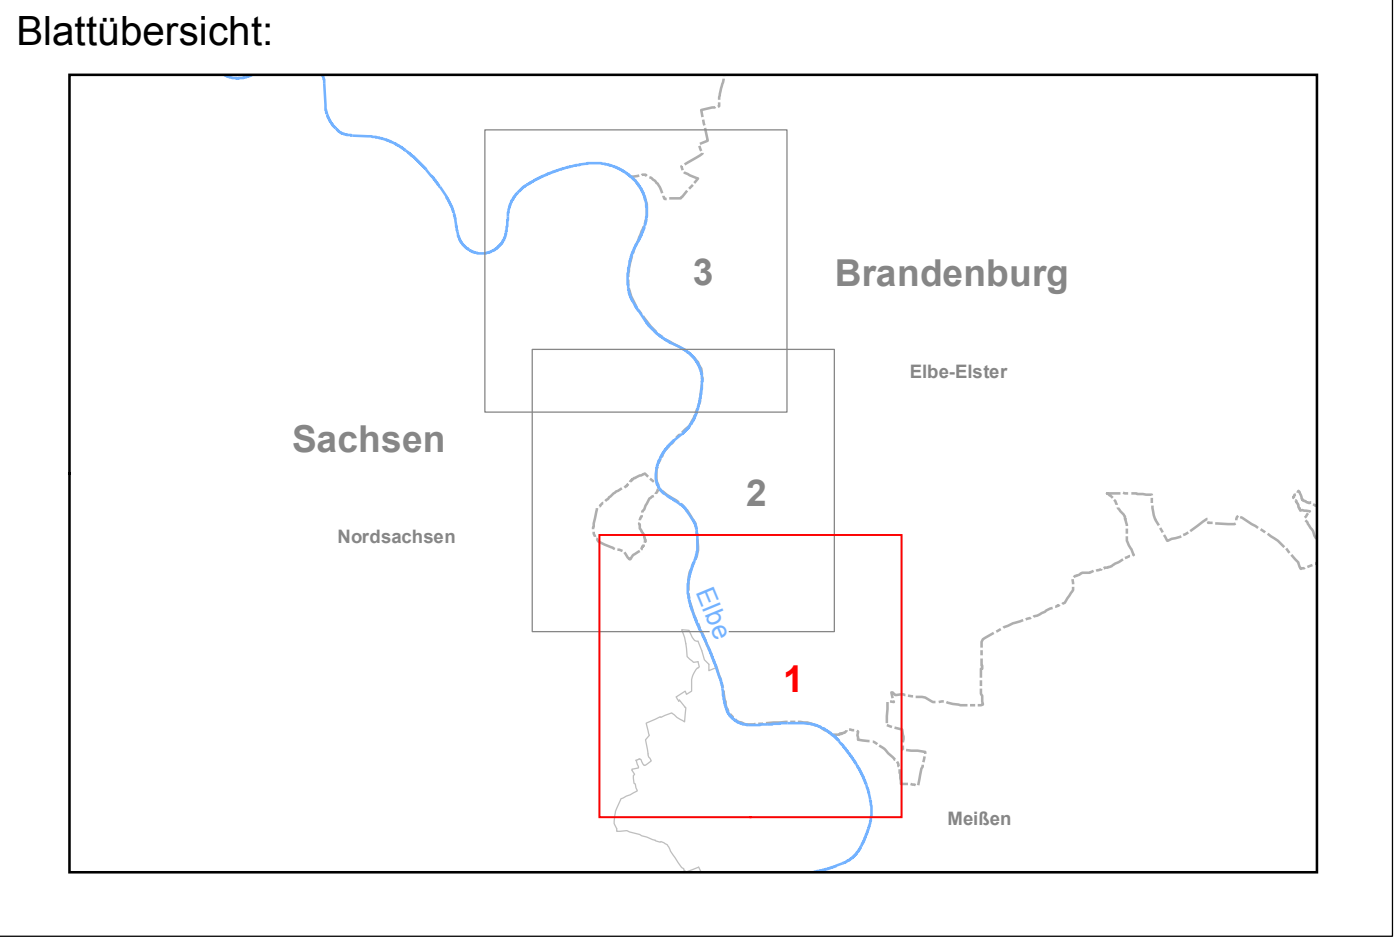 Blattübersicht:
3
Brandenburg
Elbe-Elster
Sachsen
2
Nordsachsen
Elbe
1
Meißen